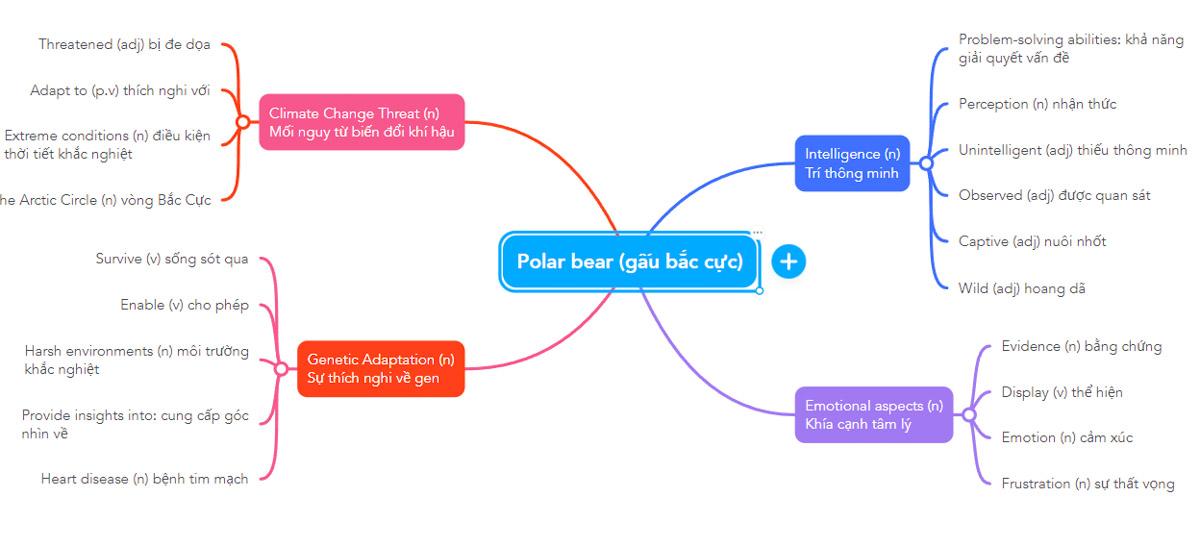 Polar bear (gấu bắc cực)
Climate Change Threat (n)
Mối nguy từ biến đổi khí hậu
Threatened (adj) bị đe dọa
Adapt to (p.v) thích nghi với
Extreme conditions (n) điều kiện
thời tiết khắc nghiệt
Arctic Circle (n) vòng Bắc Cực
Genetic Adaptation (n)
Sự thích nghi về gen
Survive (v) sống sót qua
Enable (v) cho phép
Harsh environments (n) môi trường
khắc nghiệt
Provide insights into: cung cấp góc
nhìn về
Heart disease (n) bệnh tim mạch
Intelligence (n)
Trí thông minh
Problem-solving abilities: khả năng
giải quyết vấn đề
Perception (n) nhận thức
Unintelligent (adj) thiếu thông minh
Observed (adj) được quan sát
Captive (adj) nuôi nhốt
Wild (adj) hoang dã
Emotional aspects (n)
Khía cạnh tâm lý
Evidence (n) bằng chứng
Display (v) thể hiện
Emotion (n) cảm xúc
Frustration (n) sự thất vọng